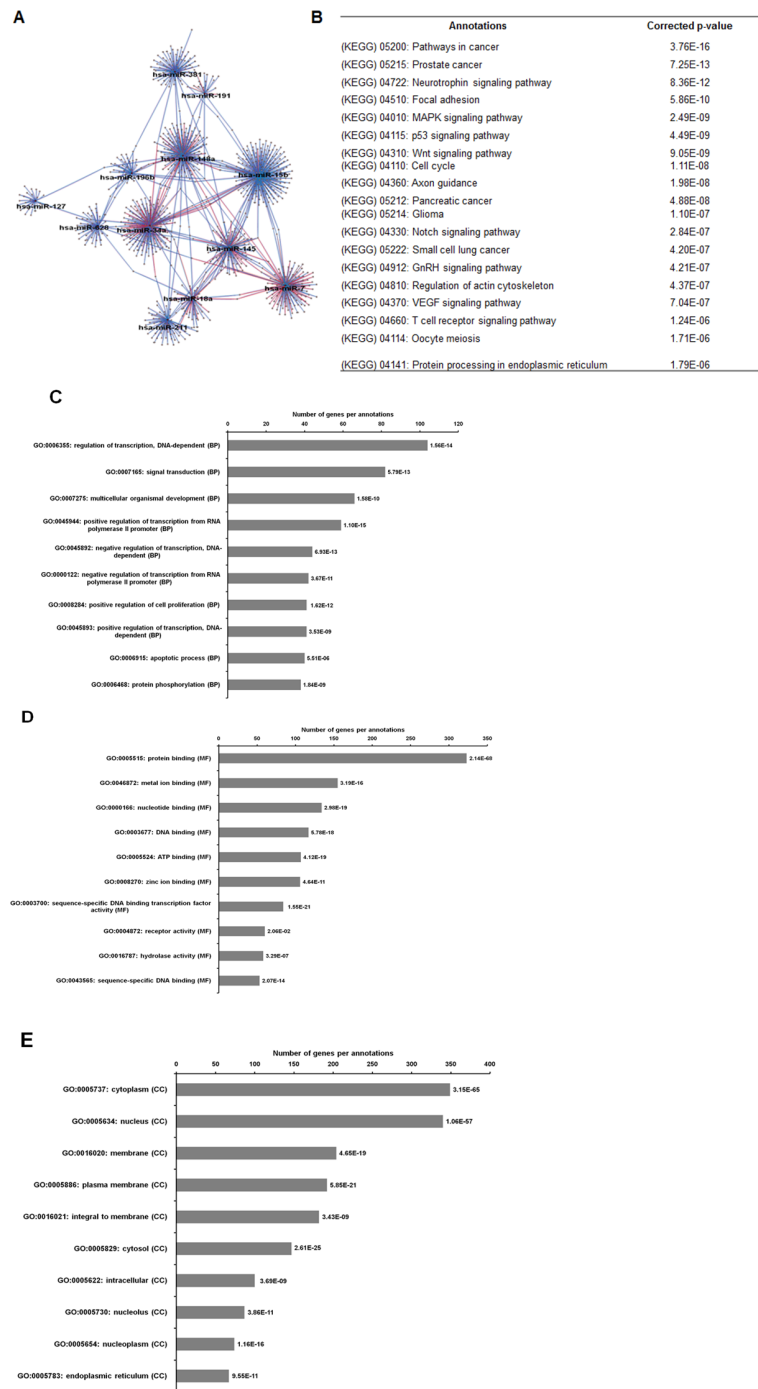 A
hsa-miR-381
hsa-miR-191
hsa-miR-148a
hsa-miR-15b
hsa-miR-196b
hsa-miR-127
hsa-miR-34a
hsa-miR-145
hsa-miR-7
hsa-miR-18a
hsa-miR-211
B
Annotations Corrected p-value
(KEGG) 05200: Pathways in cancer 3.76E-16
(KEGG) 05215: Prostate cancer 7.25E-13
(KEGG) 04722: Neurotrophin signaling pathway 8.36E-12
(KEGG) 04510: Focal adhesion 5.86E-10
(KEGG) 04010: MAPK signaling pathway 2.49E-09
(KEGG) 04115: p53 signaling pathway 4.49E-09
(KEGG) 04310: Wnt signaling pathway 9.05E-09
(KEGG) 04110: Cell cycle 1.11E-08
(KEGG) 04360: Axon guidance 1.98E-08
(KEGG) 05212: Pancreatic cancer 4.88E-08
(KEGG) 05214: Glioma 1.10E-07
(KEGG) 04330: Notch signaling pathway 2.84E-07
(KEGG) 05222: Small cell lung cancer 4.20E-07
(KEGG) 04912: GnRH signaling pathway 4.21E-07
(KEGG) 04810: Regulation of actin cytoskeleton 4.37E-07
(KEGG) 04370: VEGF signaling pathway 7.04E-07
(KEGG) 04660: T cell receptor signaling pathway 1.24E-06
(KEGG) 04114: Oocyte meiosis 1.71E-06
(KEGG) 04141: Protein processing in endoplasmic reticulum 1.79E-06
C
Number of genes per annotations
0 20 40 60 80 100 120
GO:0006355: regulation of transcription, DNA-dependent (BP) 1.56E-14
GO:0007165: signal transduction (BP) 5.79E-13
GO:0007275: multicellular organismal development (BP) 1.58E-10
GO:0045944: positive regulation of transcription from RNA
polymerase II promoter (BP) 1.10E-15
GO:0045892: negative regulation of transcription, DNA-
dependent (BP) 6.93E-13
GO:0000122: negative regulation of transcription from RNA
polymerase II promoter (BP) 3.67E-11
GO:0008284: positive regulation of cell proliferation (BP) 1.62E-12
GO:0045893: positive regulation of transcription, DNA-
dependent (BP) 3.53E-09
GO:0006915: apoptotic process (BP) 5.51E-06
GO:0006468: protein phosphorylation (BP) 1.84E-09
D
Number of genes per annotations
0 50 100 150 200 250 300 350
GO:0005515: protein binding (MF) 2.14E-68
GO:0046872: metal ion binding (MF) 3.19E-16
GO:0000166: nucleotide binding (MF) 2.98E-19
GO:0003677: DNA binding (MF) 5.78E-18
GO:0005524: ATP binding (MF) 4.12E-19
GO:0008270: zinc ion binding (MF) 4.64E-11
GO:0003700: sequence-specific DNA binding transcription factor
activity (MF) 1.55E-21
GO:0004872: receptor activity (MF) 2.06E-02
GO:0016787: hydrolase activity (MF) 3.29E-07
GO:0043565: sequence-specific DNA binding (MF) 2.07E-14
E
Number of genes per annotations
0 50 100 150 200 250 300 350 400
GO:0005737: cytoplasm (CC) 3.15E-65
GO:0005634: nucleus (CC) 1.06E-57
GO:0016020: membrane (CC) 4.65E-19
GO:0005886: plasma membrane (CC) 5.85E-21
GO:0016021: integral to membrane (CC) 3.43E-09
GO:0005829: cytosol (CC) 2.61E-25
GO:0005622: intracellular (CC) 3.69E-09
GO:0005730: nucleolus (CC) 3.86E-11
GO:0005654: nucleoplasm (CC) 1.16E-16
GO:0005783: endoplasmic reticulum (CC) 9.55E-11